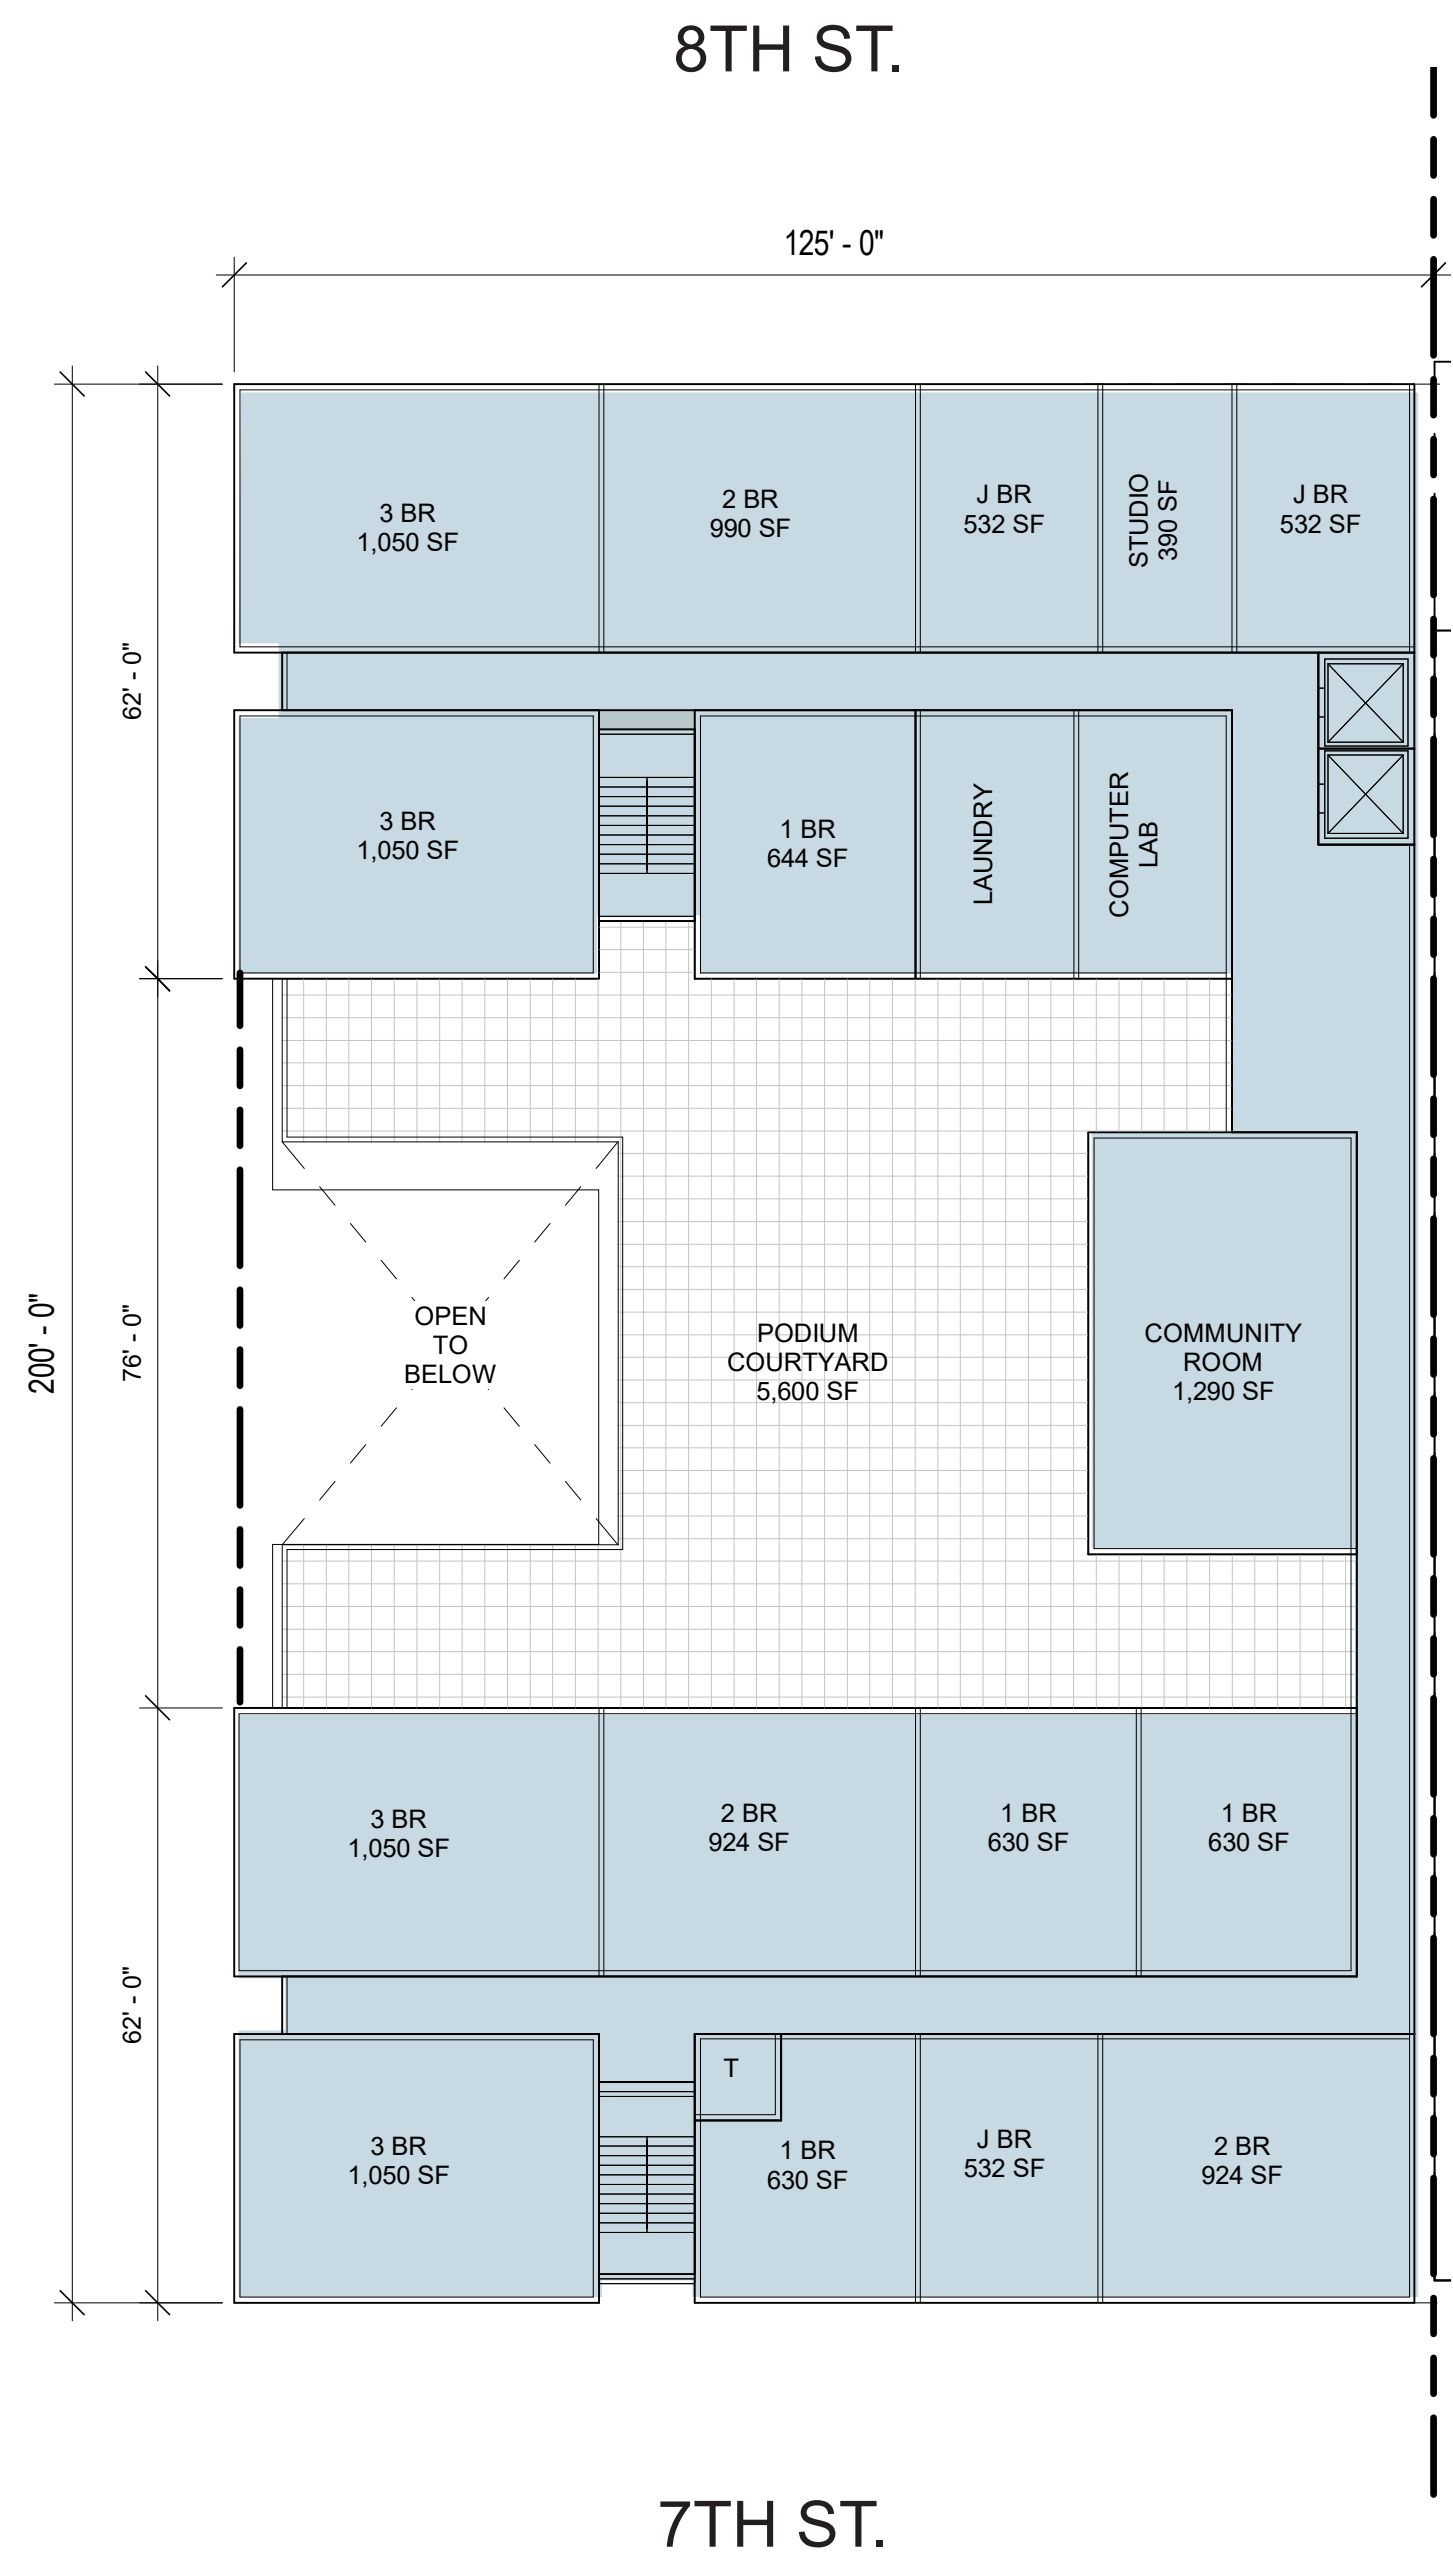 8TH ST.
125' - 0"
3 BR
1,050 SF
2 BR
990 SF
J BR
532 SF
STUDIO
390 SF
J BR
532 SF
62' - 0"
3 BR
1,050 SF
1 BR
644 SF
LAUNDRY
COMPUTER
LAB
200' - 0"
76' - 0"
OPEN
TO
BELOW
PODIUM
COURTYARD
5,600 SF
COMMUNITY
ROOM
1,290 SF
3 BR
1,050 SF
2 BR
924 SF
1 BR
630 SF
1 BR
630 SF
62' - 0"
3 BR
1,050 SF
T
1 BR
630 SF
J BR
532 SF
2 BR
924 SF
7TH ST.